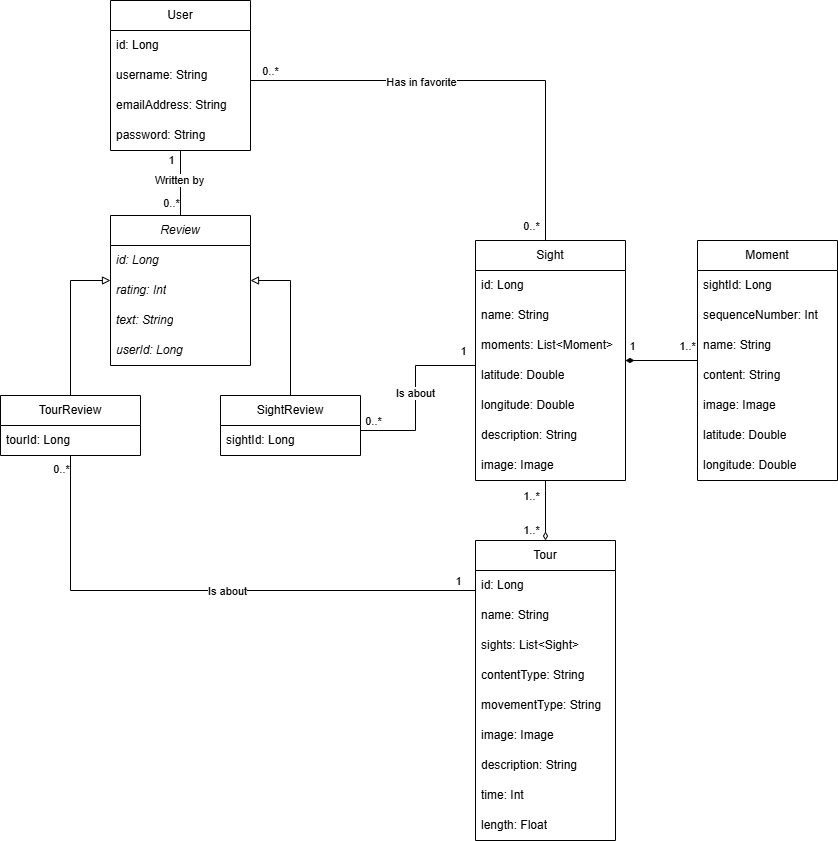 User
id: Long
username: String
emailAddress: String
password: String
0..*
Has in favorite
1
Written by
0..*
0..*
Review
id: Long
rating: Int
text: String
userId: Long
Sight
id: Long
name: String
moments: List<Moment>
latitude: Double
longitude: Double
description: String
image: Image
Moment
sightId: Long
sequenceNumber: Int
name: String
content: String
image: Image
latitude: Double
longitude: Double
1
1..*
1
Is about
0..*
TourReview
tourId: Long
SightReview
sightId: Long
0..*
1..*
1..*
Tour
id: Long
name: String
sights: List<Sight>
contentType: String
movementType: String
image: Image
description: String
time: Int
length: Float
1
Is about